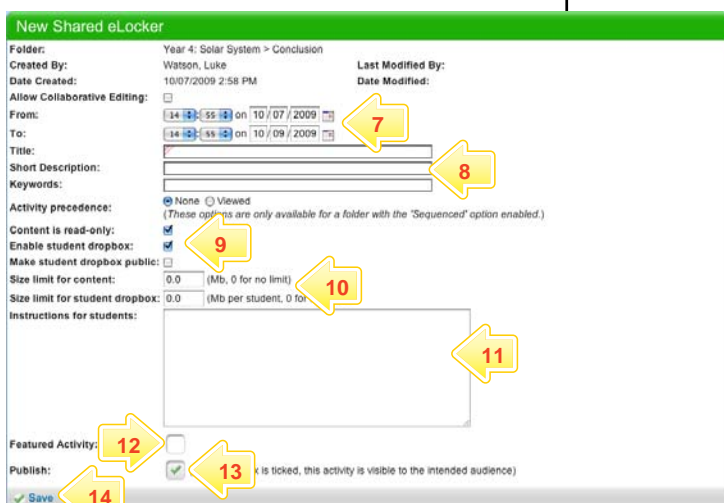 New Shared eLocker
Folder: Year 4: Solar System > Conclusion
Created By: Watson, Luke Last Modified By:
Date Created: 10/07/2009 2:58 PM Date Modified:
Allow Collaborative Editing:
From: 14 : 55 on 10 / 07 / 2009
7
To: 14 : 55 on 10 / 09 / 2009
Title:
Short Description:
8
Keywords:
Activity precedence: None Viewed
(These options are only available for a folder with the "Sequenced" option enabled.)
Content is read-only:
Enable student dropbox:
9
Make student dropbox public:
Size limit for content: 0.0 (Mb, 0 for no limit)
10
Size limit for student dropbox: 0.0 (Mb per student, 0 for
Instructions for students:
11
Featured Activity:
12
Publish: 13 is ticked, this activity is visible to the intended audience)
Save 14